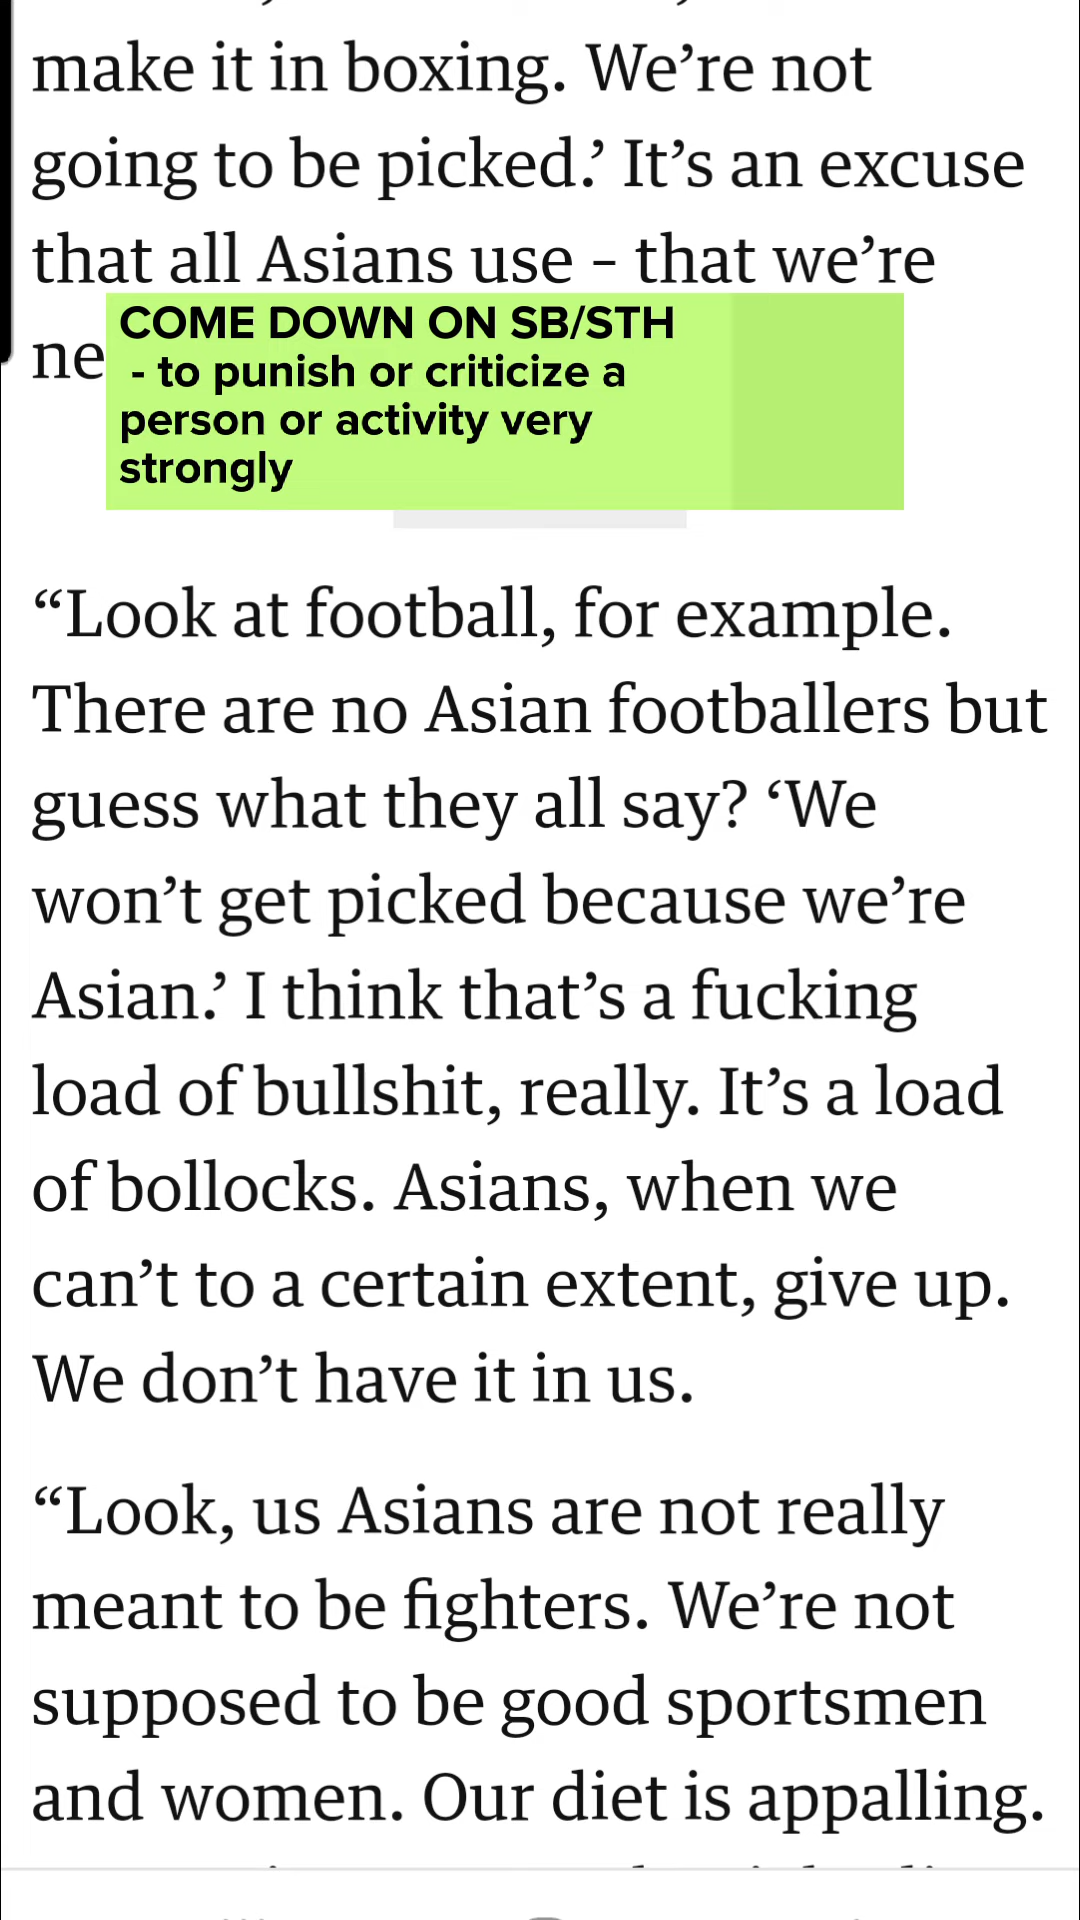 make it in boxing. We’re not
going to be picked.’ It’s an excuse
that all Asians use – that we’re
ne
COME DOWN ON SB/STH
- to punish or criticize a
person or activity very
strongly
“Look at football, for example.
There are no Asian footballers but
guess what they all say? ‘We
won’t get picked because we’re
Asian.’ I think that’s a fucking
load of bullshit, really. It’s a load
of bollocks. Asians, when we
can’t to a certain extent, give up.
We don’t have it in us.
“Look, us Asians are not really
meant to be fighters. We’re not
supposed to be good sportsmen
and women. Our diet is appalling.